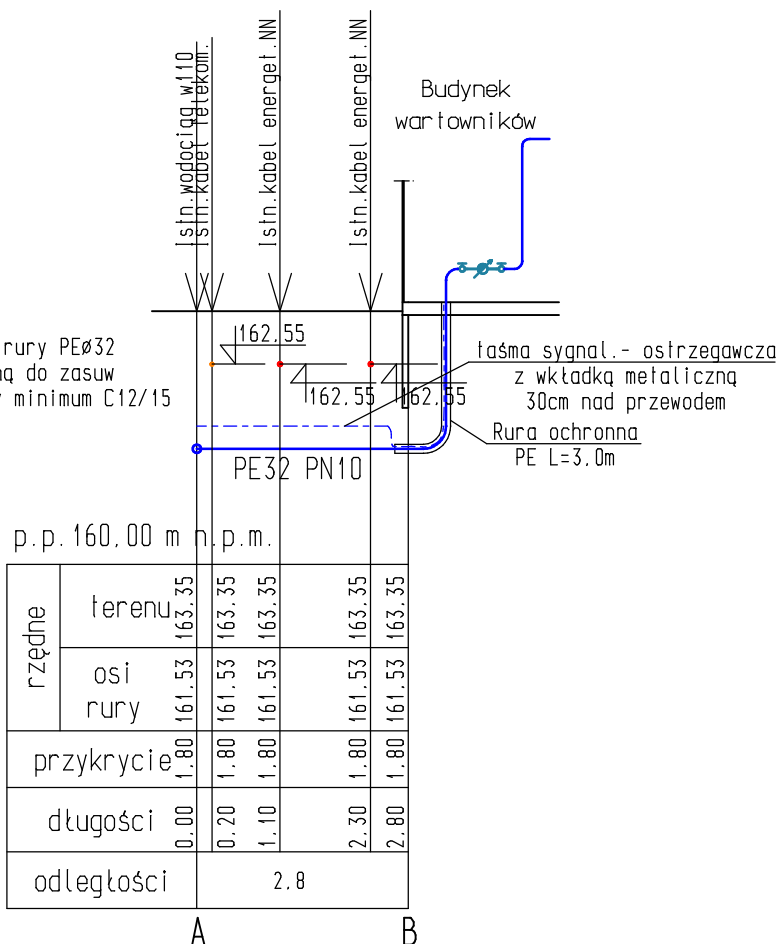 Istn.wodociąg w110
Istn.kabel telekom.
Istn.kabel energet.NN
Istn.kabel energet.NN
Budynek
wartowników
rury PEø32
ną do zasuw
y minimum C12/15
162,55
162,55
162,55
taśma sygnal.- ostrzegawcza
z wkładką metaliczną
30cm nad przewodem
Rura ochronna
PE L=3,0m
PE32 PN10
p.p. 160,00 m n.p.m.
rzędne
terenu 163,35 163,35 163,35 163,35 163,35
osi
rury
161,53 161,53 161,53 161,53 161,53
przykrycie 1,80 1,80 1,80 1,80 1,80
długości 0,00 0,20 1,10 2,30 2,80
odległości 2,8
A B